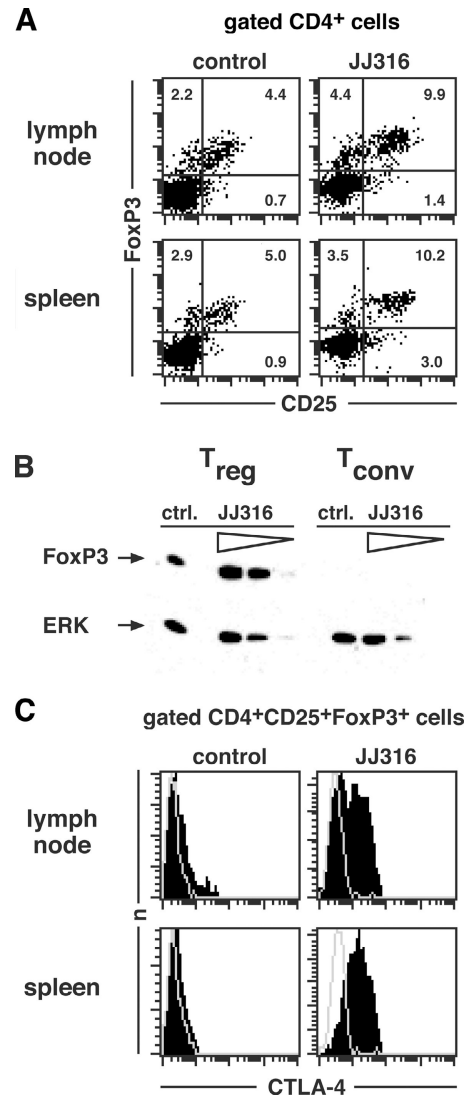 A
gated CD4+ cells
control JJ316
lymph node
2.2 4.4 4.4 9.9
0.7 1.4
FoxP3
spleen
2.9 5.0 3.5 10.2
0.9 3.0
CD25
B
Treg Tconv
ctrl. JJ316 ctrl. JJ316
FoxP3
ERK
C
gated CD4+CD25+FoxP3+ cells
control JJ316
lymph
node
n
spleen
CTLA-4